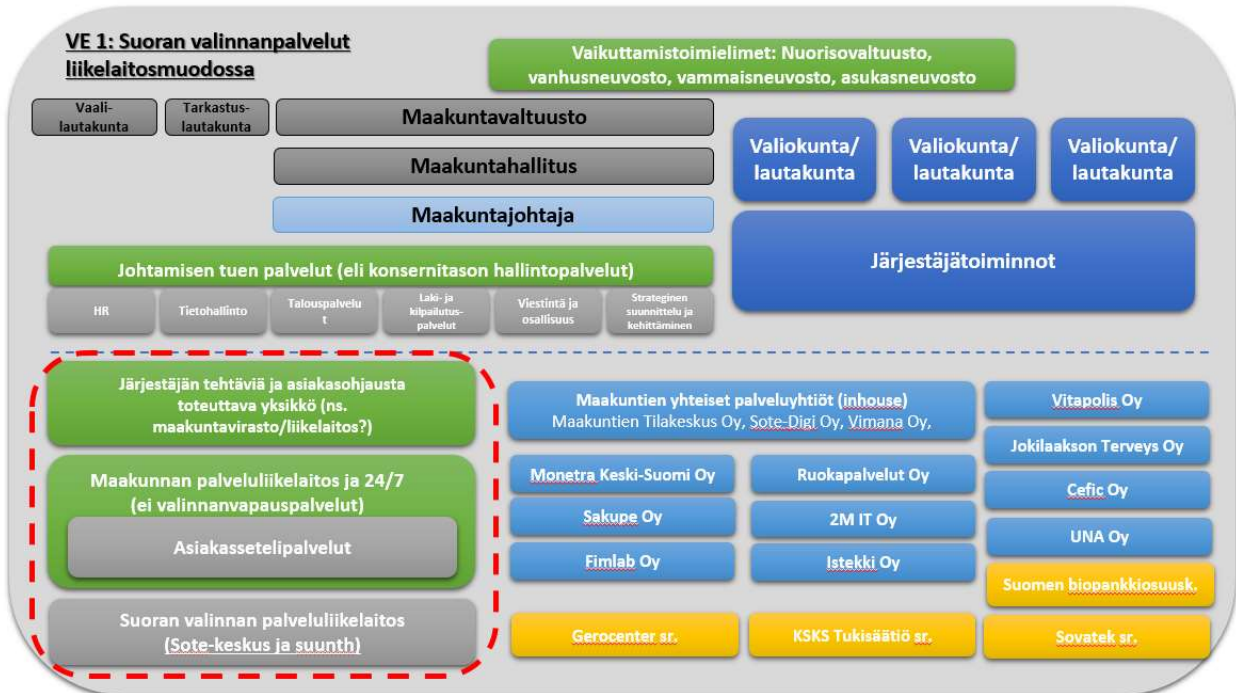 VE 1: Suoran valinnanpalvelut
liikelaitosmuodossa
Vaikuttamistoimielimet: Nuorisovaltuusto,
vanhusneuvosto, vammaisneuvosto, asukasneuvosto
Vaali-
lautakunta
Tarkastus-
lautakunta
Maakuntavaltuusto
Maakuntahallitus
Maakuntajohtaja
Valiokunta/
lautakunta
Valiokunta/
lautakunta
Valiokunta/
lautakunta
Järjestäjätoiminnot
Johtamisen tuen palvelut (eli konsernitason hallintopalvelut)
HR
Tietohallinto
Talouspalvelu
t
Laki- ja
kilpailutus-
palvelut
Viestintä ja
osallisuus
Strateginen
suunnittelu ja
kehittäminen
Järjestäjän tehtäviä ja asiakasohjausta
toteuttava yksikkö (ns.
maakuntavirasto/liikelaitos?)
Maakunnan palveluliikelaitos ja 24/7
(ei valinnanvapauspalvelut)
Asiakassetelipalvelut
Suoran valinnan palveluliikelaitos
(Sote-keskus ja suunth)
Maakuntien yhteiset palveluyhtiöt (inhouse)
Maakuntien Tilakeskus Oy, Sote-Digi Oy, Vimana Oy,
Monetra Keski-Suomi Oy
Ruokapalvelut Oy
Sakupe Oy
2M IT Oy
Fimlab Oy
Istekki Oy
Vitapolis Oy
Jokilaakson Terveys Oy
Cefic Oy
UNA Oy
Suomen biopankkiosuusk.
Gerocenter sr.
KSKS Tukisäätiö sr.
Sovatek sr.